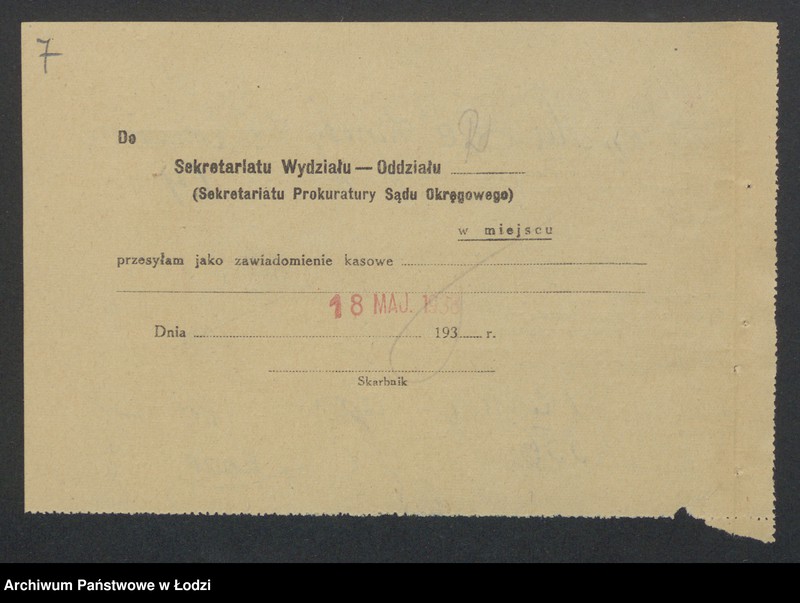 7
Do
Sekretariatu Wydziału — Oddziału
(Sekretariatu Prokuratury Sądu Okręgowego)
w miejscu
przesyłam jako zawiadomienie kasowe
18 MAJ.
Dnia 193 r.
Skarbnik
Archiwum Państwowe w Łodzi